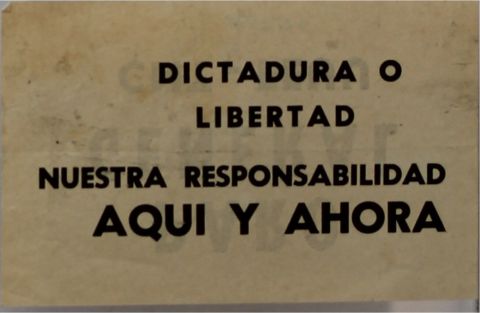 DICTADURA O
LIBERTAD
NUESTRA RESPONSABILIDAD
AQUI Y AHORA